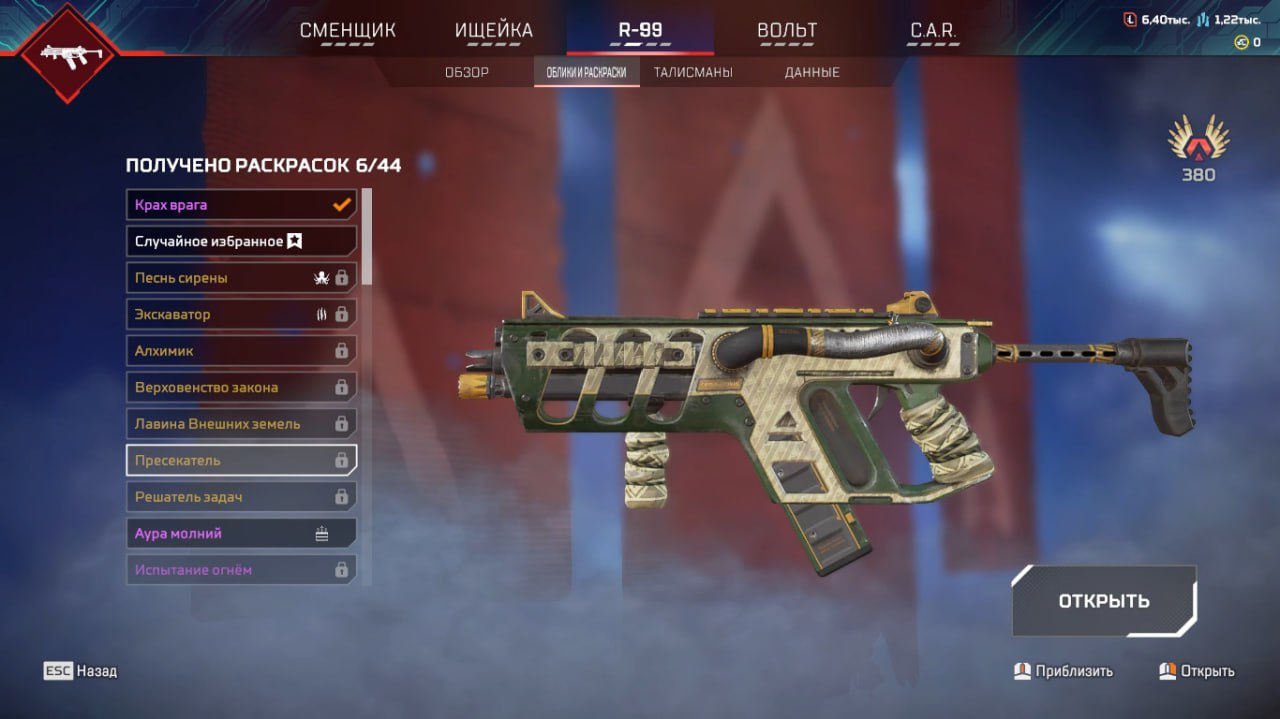 СМЕНЩИК ИЩЕЙКА R-99 ВОЛЬТ C.A.R.
6,40тыс. 1,22тыс.
0
ОБЗОР ОБЛИКИ И РАСКРАСКИ ТАЛИСМАНЫ ДАННЫЕ
380
ПОЛУЧЕНО РАСКРАСОК 6/44
Крах врага
Случайное избранное
Песнь сирены
Экскаватор
Алхимик
Верховенство закона
Лавина Внешних земель
Пресекатель
Решатель задач
Аура молний
Испытание огнём
ОТКРЫТЬ
ESC Назад
Приблизить Открыть